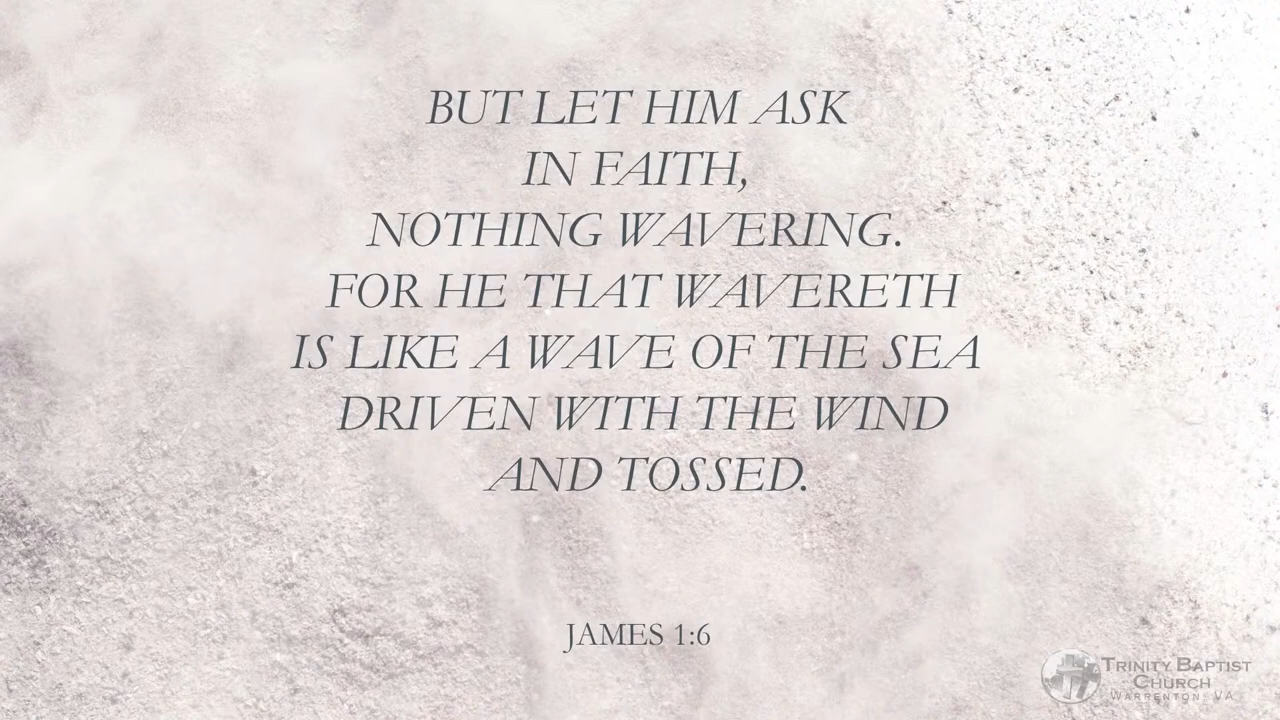 BUT LET HIM ASK
IN FAITH,
NOTHING WAVERING.
FOR HE THAT WAVERETH
IS LIKE A WAVE OF THE SEA
DRIVEN WITH THE WIND
AND TOSSED.
JAMES 1:6
TRINITY BAPTIST
CHURCH
WARRENTON, VA